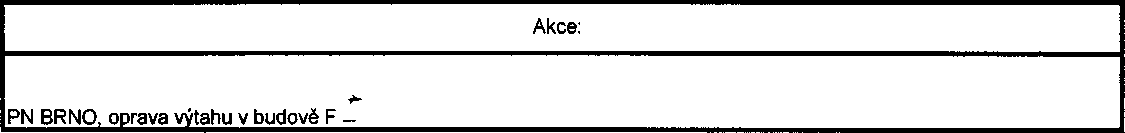 Akce:
PN BRNO, oprava výtahu v budově F –